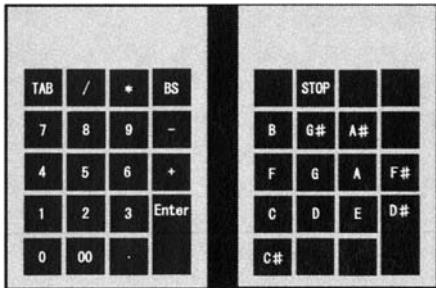 TAB / * BS
7 8 9 -
4 5 6 +
1 2 3 Enter
0 00 .
STOP
B G# A#
F G A F#
C D E D#
C#